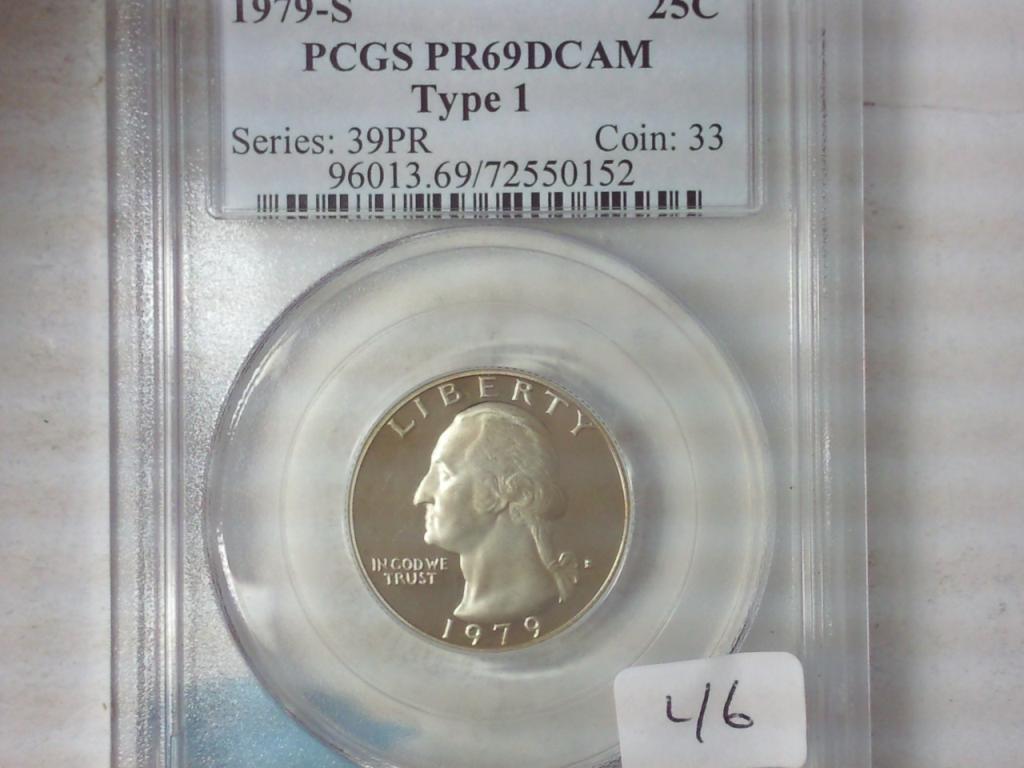 1979-S 25C
PCGS PR69DCAM
Type 1
Series: 39PR Coin: 33
96013.69/72550152
LIBERTY
IN GOD WE
TRUST
1979
46